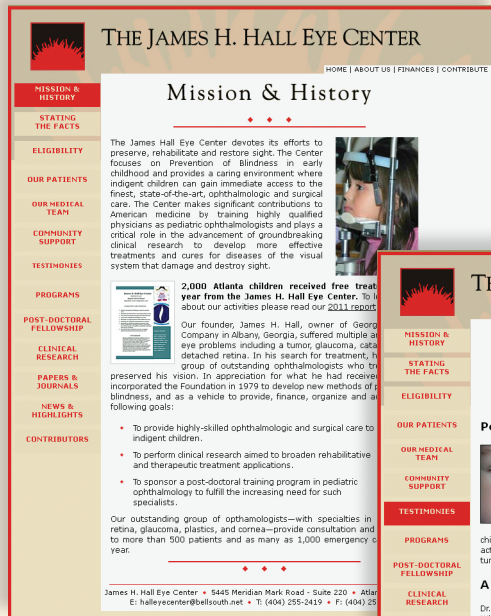 THE JAMES H. HALL EYE CENTER
HOME | ABOUT US | FINANCES | CONTRIBUTE
MISSION &
HISTORY
STATING
THE FACTS
ELIGIBILITY
OUR PATIENTS
OUR MEDICAL
TEAM
COMMUNITY
SUPPORT
TESTIMONIES
PROGRAMS
POST-DOCTORAL
FELLOWSHIP
CLINICAL
RESEARCH
PAPERS &
JOURNALS
NEWS &
HIGHLIGHTS
CONTRIBUTORS
Mission & History
The James Hall Eye Center devotes its efforts to
preserve, rehabilitate and restore sight. The Center
focuses on Prevention of Blindness in early
childhood and provides a caring environment where
indigent children can gain immediate access to the
finest, state-of-the-art, ophthalmologic and surgical
care. The Center makes significant contributions to
American medicine by training highly qualified
physicians as pediatric ophthalmologists and plays a
critical role in the advancement of groundbreaking
clinical research to develop more effective
treatments and cures for diseases of the visual
system that damage and destroy sight.
2,000 Atlanta children received free treat
year from the James H. Hall Eye Center. To le
about our activities please read our 2011 report
Our founder, James H. Hall, owner of Georg
Company in Albany, Georgia, suffered multiple a
eye problems including a tumor, glaucoma, cata
detached retina. In his search for treatment, h
group of outstanding ophthalmologists who tre
preserved his vision. In appreciation for what he had receive
incorporated the Foundation in 1979 to develop new methods of p
blindness, and as a vehicle to provide, finance, organize and a
following goals:
• To provide highly-skilled ophthalmologic and surgical care to
indigent children.
• To perform clinical research aimed to broaden rehabilitative
and therapeutic treatment applications.
• To sponsor a post-doctoral training program in pediatric
ophthmology to fulfill the increasing need for such
specialists.
Our outstanding group of opthamologists—with specialties in
retina, glaucoma, plastics, and cornea—provide consultation and
to more than 500 patients and as many as 1,000 emergency c
year.
James H. Hall Eye Center • 5445 Meridian Mark Road - Suite 220 • Atlan
E: halleyecenter@bellsouth.net • T: (404) 255-2419 • F: (404) 25
TH
MISSION &
HISTORY
STATING
THE FACTS
ELIGIBILITY
OUR PATIENTS
OUR MEDICAL
TEAM
COMMUNITY
SUPPORT
TESTIMONIES
PROGRAMS
POST-DOCTORAL
FELLOWSHIP
CLINICAL
RESEARCH
Pe
chi
act
tur
A
Dr.